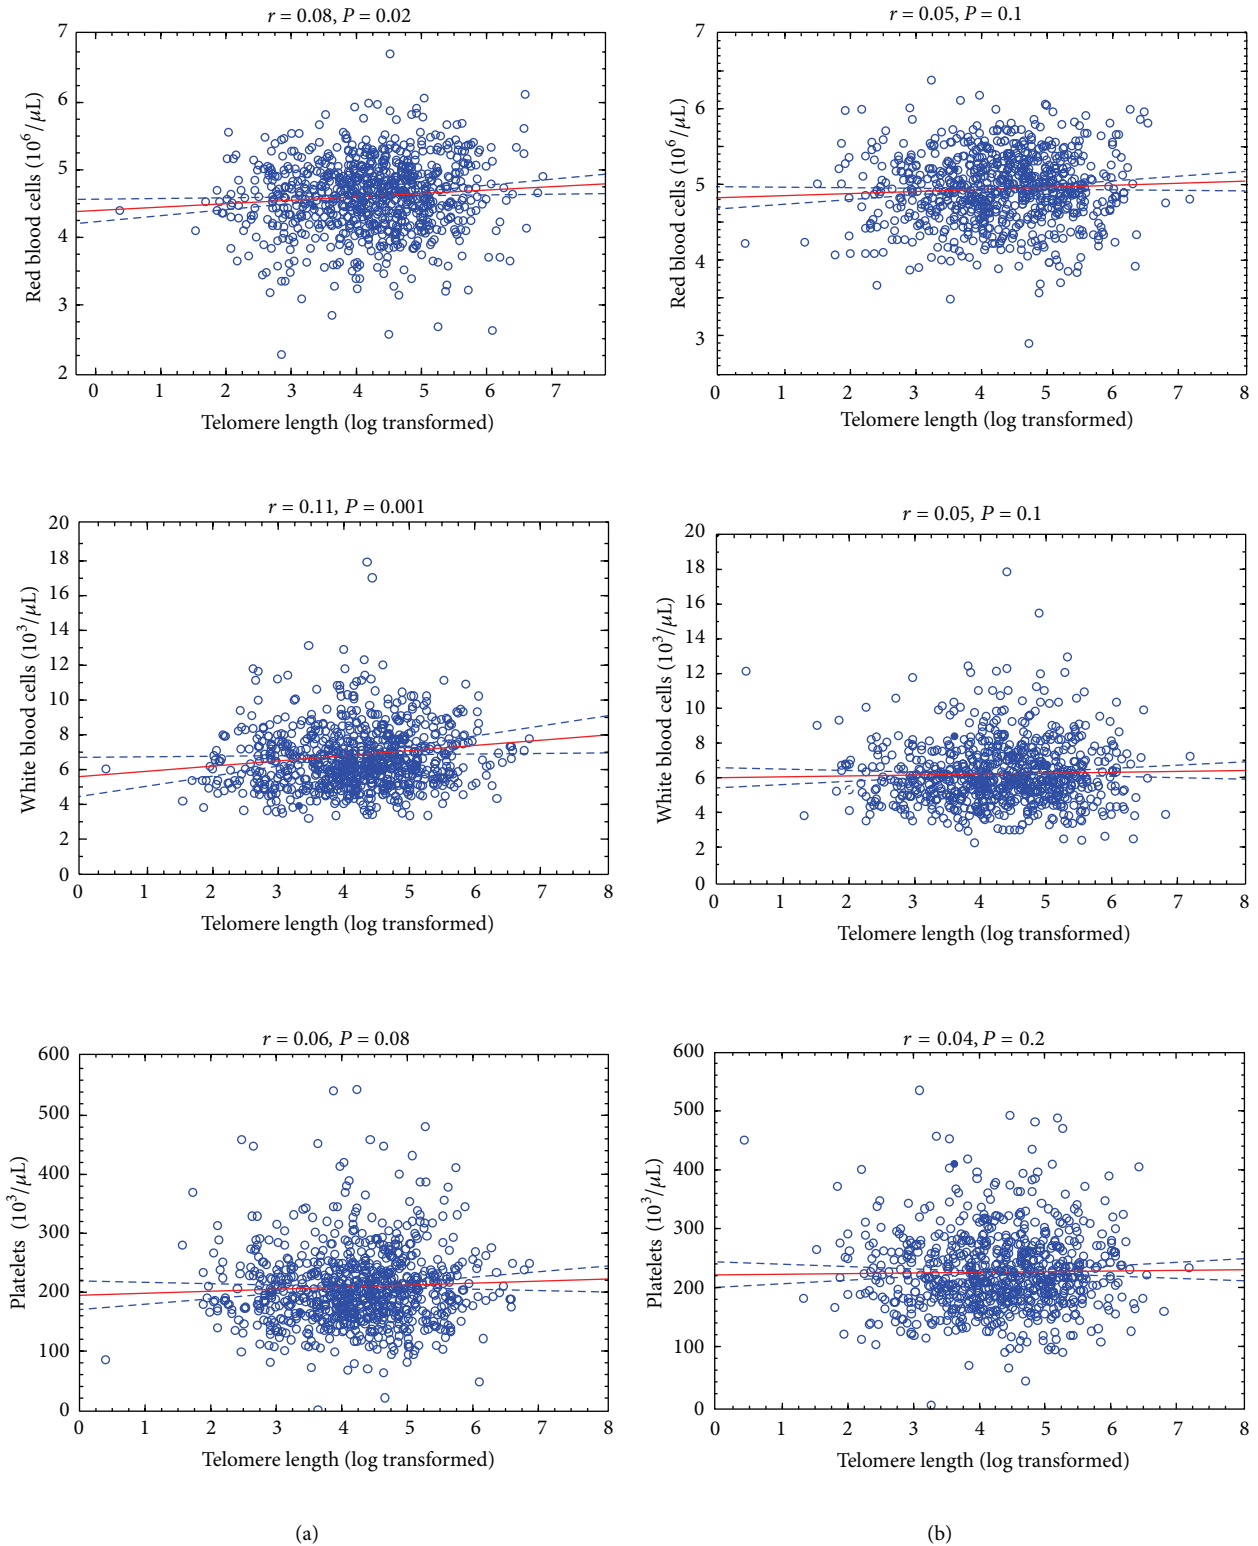 r = 0.08, P = 0.02
7
6
5
4
3
2
Red blood cells (10^6/μL)
0 1 2 3 4 5 6 7
Telomere length (log transformed)
r = 0.05, P = 0.1
7
6
5
4
3
Red blood cells (10^6/μL)
0 1 2 3 4 5 6 7 8
Telomere length (log transformed)
r = 0.11, P = 0.001
20
18
16
14
12
10
8
6
4
2
0
White blood cells (10^3/μL)
0 1 2 3 4 5 6 7 8
Telomere length (log transformed)
r = 0.05, P = 0.1
20
18
16
14
12
10
8
6
4
2
0
White blood cells (10^3/μL)
0 1 2 3 4 5 6 7 8
Telomere length (log transformed)
r = 0.06, P = 0.08
600
500
400
300
200
100
0
Platelets (10^3/μL)
0 1 2 3 4 5 6 7 8
Telomere length (log transformed)
r = 0.04, P = 0.2
600
500
400
300
200
100
0
Platelets (10^3/μL)
0 1 2 3 4 5 6 7 8
Telomere length (log transformed)
(a)
(b)